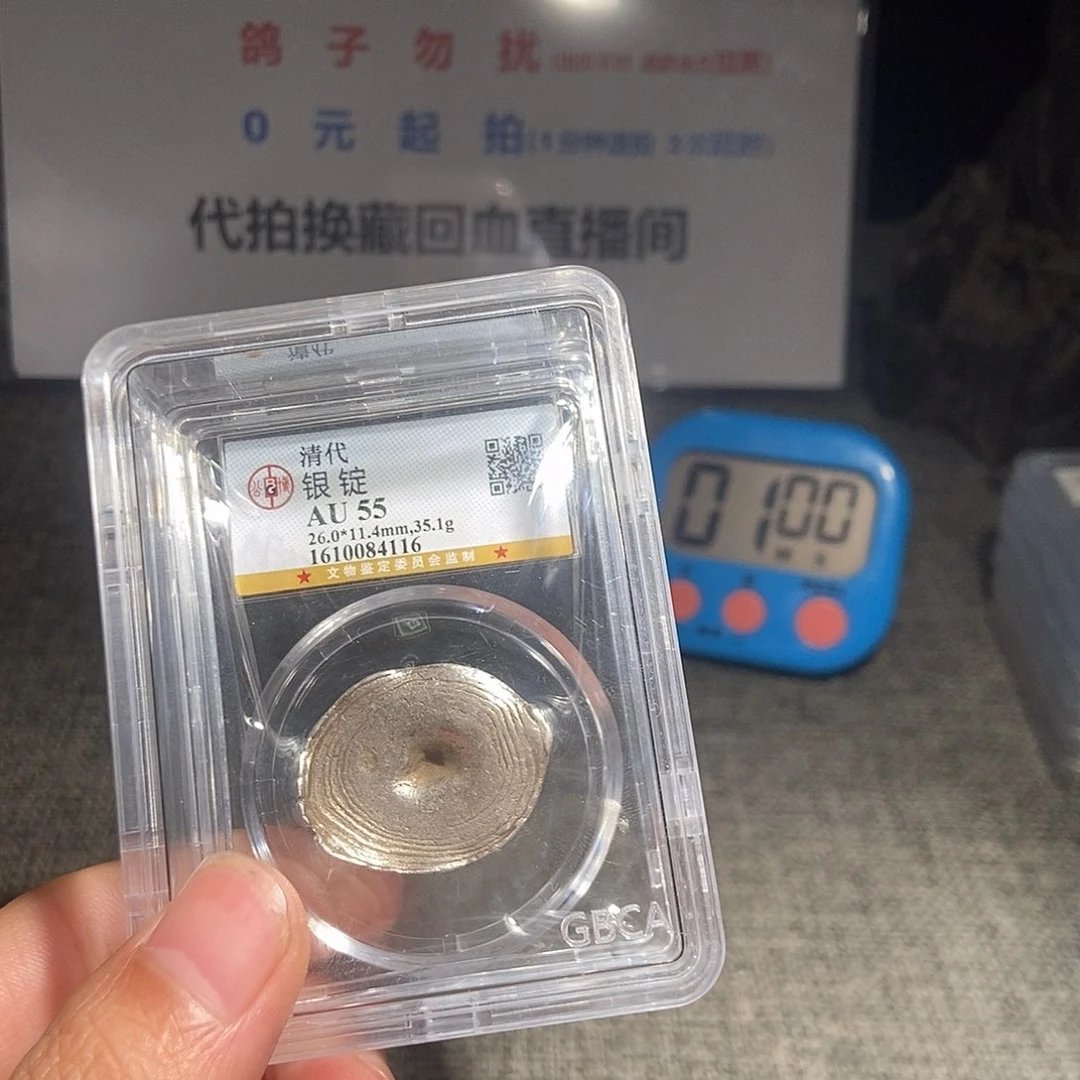 鸽子勿扰
0元起拍
代拍换藏回血直播间
清代
银锭
AU 55
26.0*11.4mm,35.1g
1610084116
★ 文物鉴定委员会监制 ★
01 00
GBCA